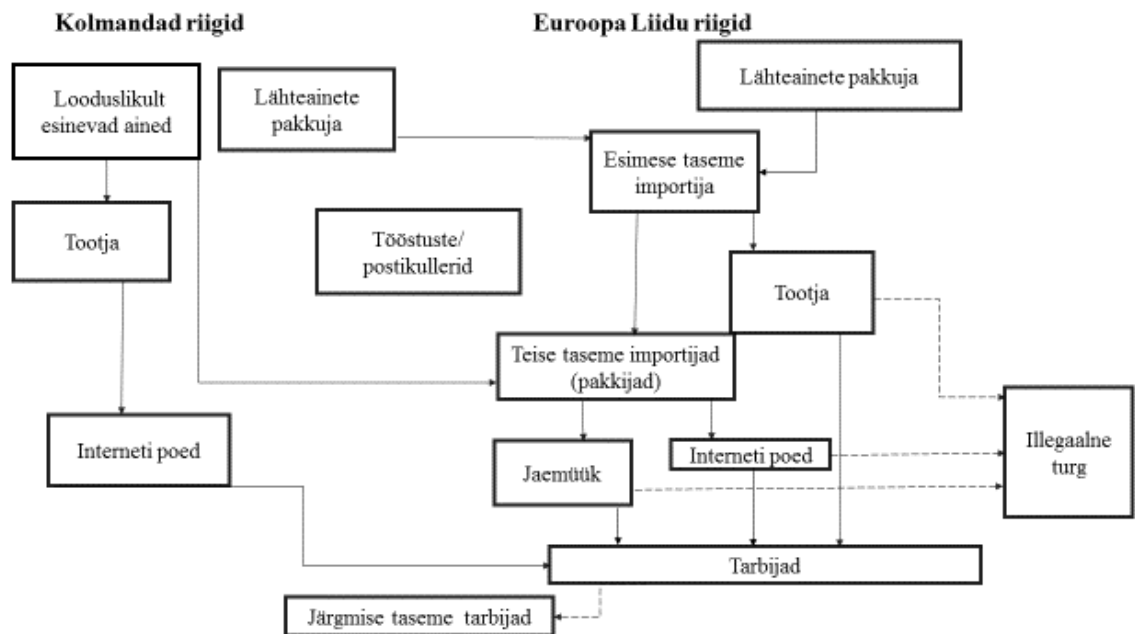 Kolmandad riigid
Euroopa Liidu riigid
Looduslikult
esinevad ained
Lähteainete
pakkuja
Lähteainete pakkuja
Esimese taseme
importija
Tootja
Tööstuste/
postikullerid
Tootja
Teise taseme importijad
(pakkijad)
Interneti poed
Jaemüük
Interneti poed
Illegaalne
turg
Tarbijad
Järgmise taseme tarbijad